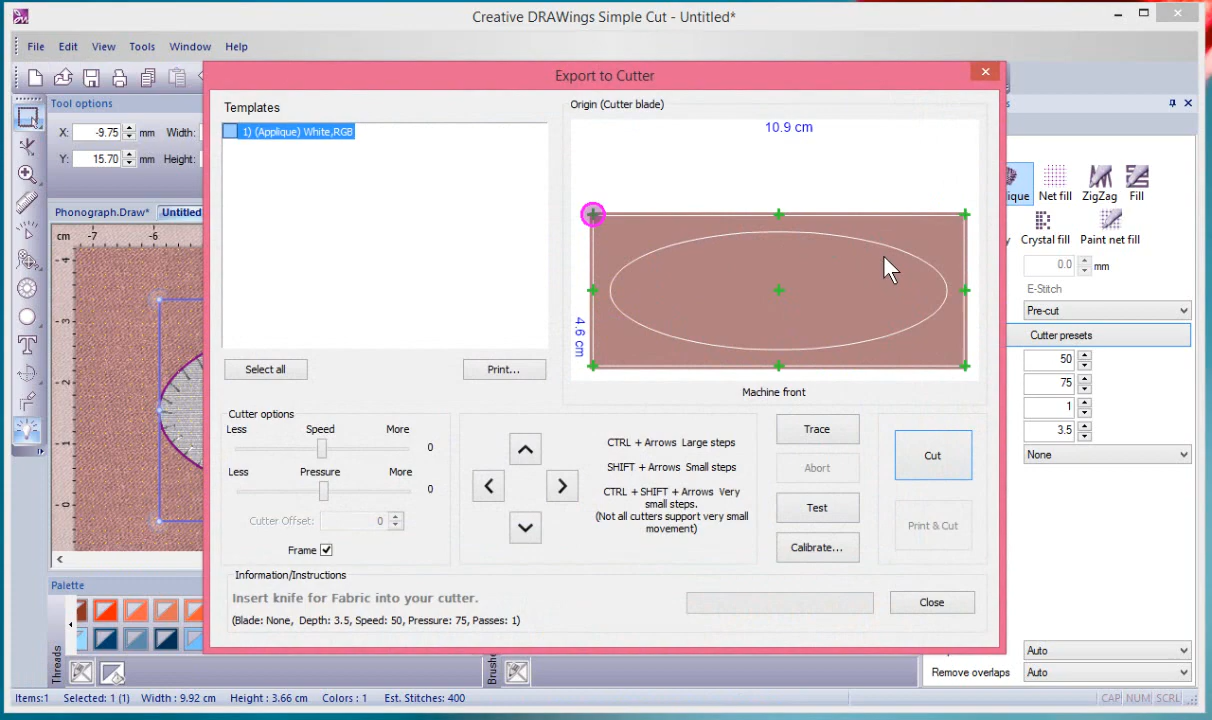 Creative DRAWings Simple Cut - Untitled*
File Edit View Tools Window Help
Export to Cutter
Tool options
X: -9.75 mm Width:
Y: 15.70 mm Height:
Phonograph.Draw* Untitled
cm -7 -6
-4
-3
-2
-1
-0
Templates
1) (Applique) White,RGB
Select all Print...
Origin (Cutter blade)
10.9 cm
4.6 cm
Machine front
Cutter options
Less Speed More
0
Less Pressure More
0
Cutter Offset: 0
Frame
CTRL + Arrows Large steps
SHIFT + Arrows Small steps
CTRL + SHIFT + Arrows Very
small steps.
(Not all cutters support very small
movement)
Trace
Abort
Test
Calibrate...
Cut
Print & Cut
Information/Instructions
Insert knife for Fabric into your cutter.
(Blade: None, Depth: 3.5, Speed: 50, Pressure: 75, Passes: 1)
Close
ique Net fill ZigZag Fill
y Crystal fill Paint net fill
0.0 mm
E-Stitch
Pre-cut
Cutter presets
50
75
1
3.5
None
Auto
Remove overlaps Auto
Palette
Threads
Brushe
Items:1 Selected: 1 (1) Width : 9.92 cm Height : 3.66 cm Colors : 1 Est. Stitches: 400
CAP NUM SCRL